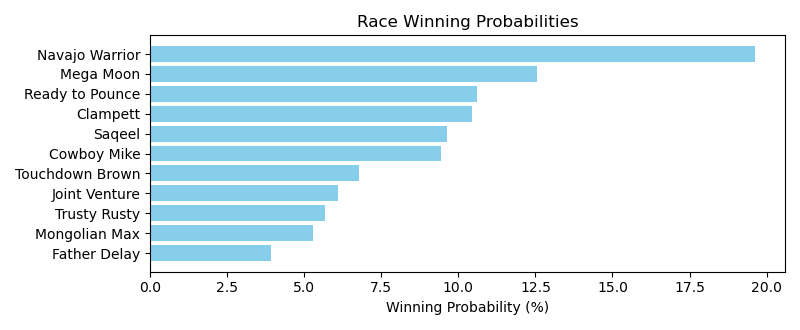 Race Winning Probabilities
Navajo Warrior
Mega Moon
Ready to Pounce
Clampett
Saqeel
Cowboy Mike
Touchdown Brown
Joint Venture
Trusty Rusty
Mongolian Max
Father Delay
0.0 2.5 5.0 7.5 10.0 12.5 15.0 17.5 20.0
Winning Probability (%)